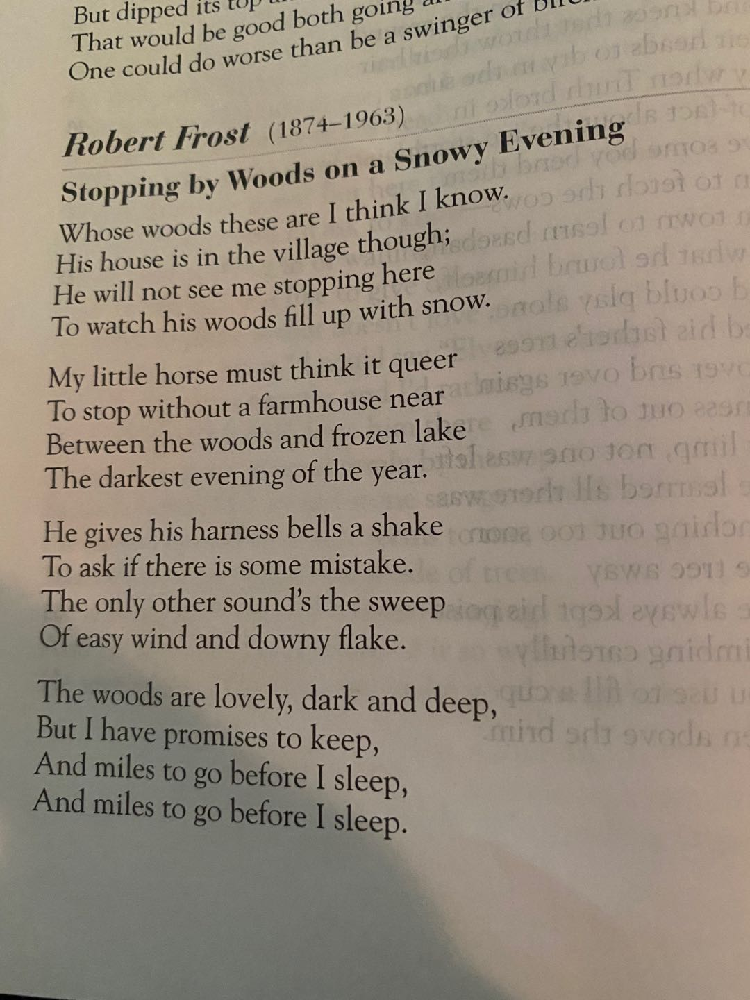 But dipped its top
That would be good both going
One could do worse than be a swinger of
Robert Frost (1874–1963)
Stopping by Woods on a Snowy Evening
Whose woods these are I think I know.
His house is in the village though;
He will not see me stopping here
To watch his woods fill up with snow.
My little horse must think it queer
To stop without a farmhouse near
Between the woods and frozen lake
The darkest evening of the year.
He gives his harness bells a shake
To ask if there is some mistake.
The only other sound’s the sweep
Of easy wind and downy flake.
The woods are lovely, dark and deep,
But I have promises to keep,
And miles to go before I sleep,
And miles to go before I sleep.